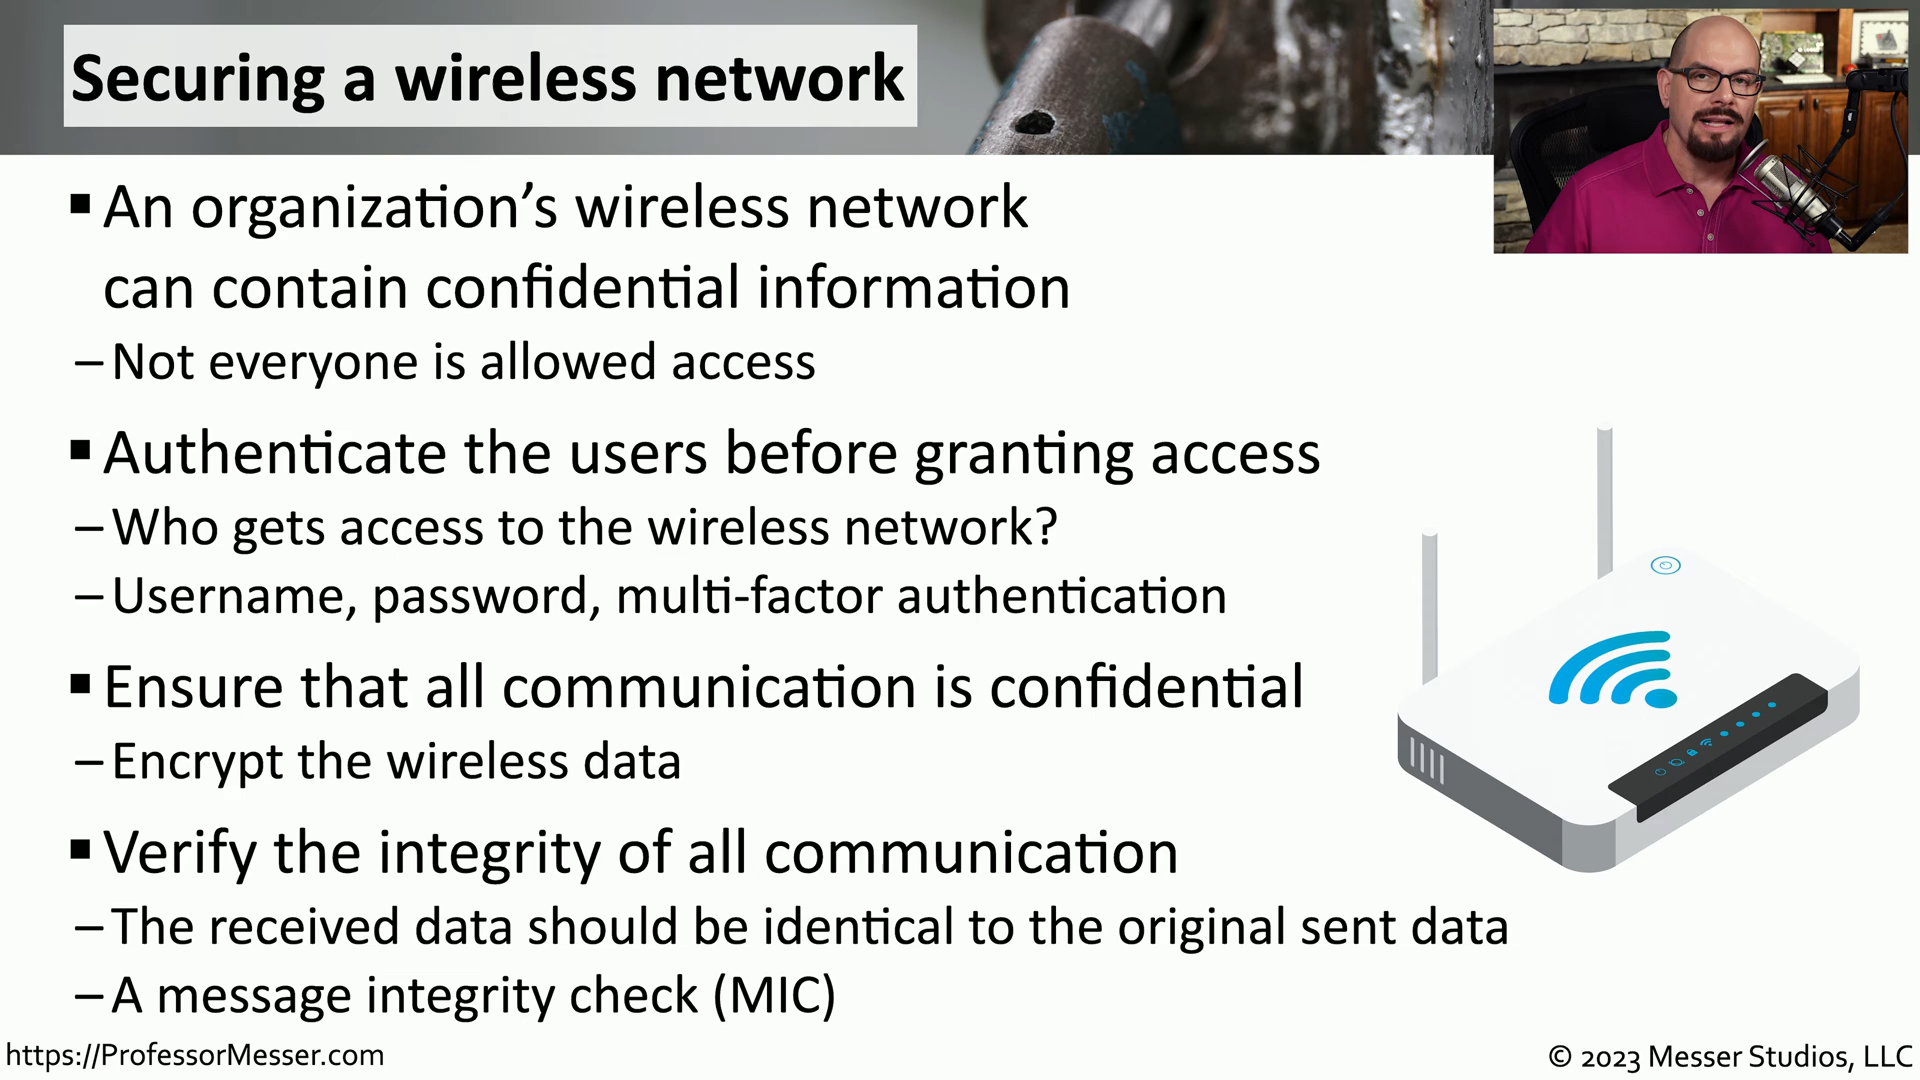 Securing a wireless network
▪ An organization’s wireless network
can contain confidential information
– Not everyone is allowed access
▪ Authenticate the users before granting access
– Who gets access to the wireless network?
– Username, password, multi-factor authentication
▪ Ensure that all communication is confidential
– Encrypt the wireless data
▪ Verify the integrity of all communication
– The received data should be identical to the original sent data
– A message integrity check (MIC)
https://ProfessorMesser.com
© 2023 Messer Studios, LLC